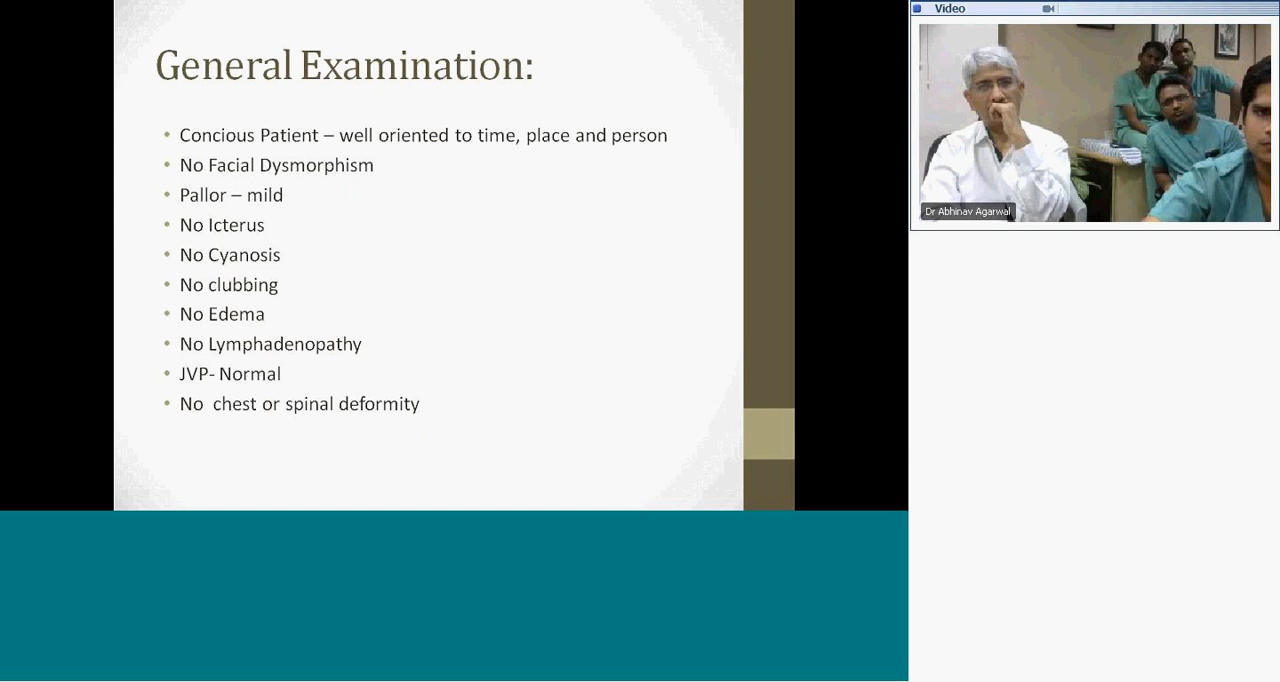 General Examination:
Concious Patient – well oriented to time, place and person
No Facial Dysmorphism
Pallor – mild
No Icterus
No Cyanosis
No clubbing
No Edema
No Lymphadenopathy
JVP- Normal
No  chest or spinal deformity
Video
Dr Abhinav Agarwal